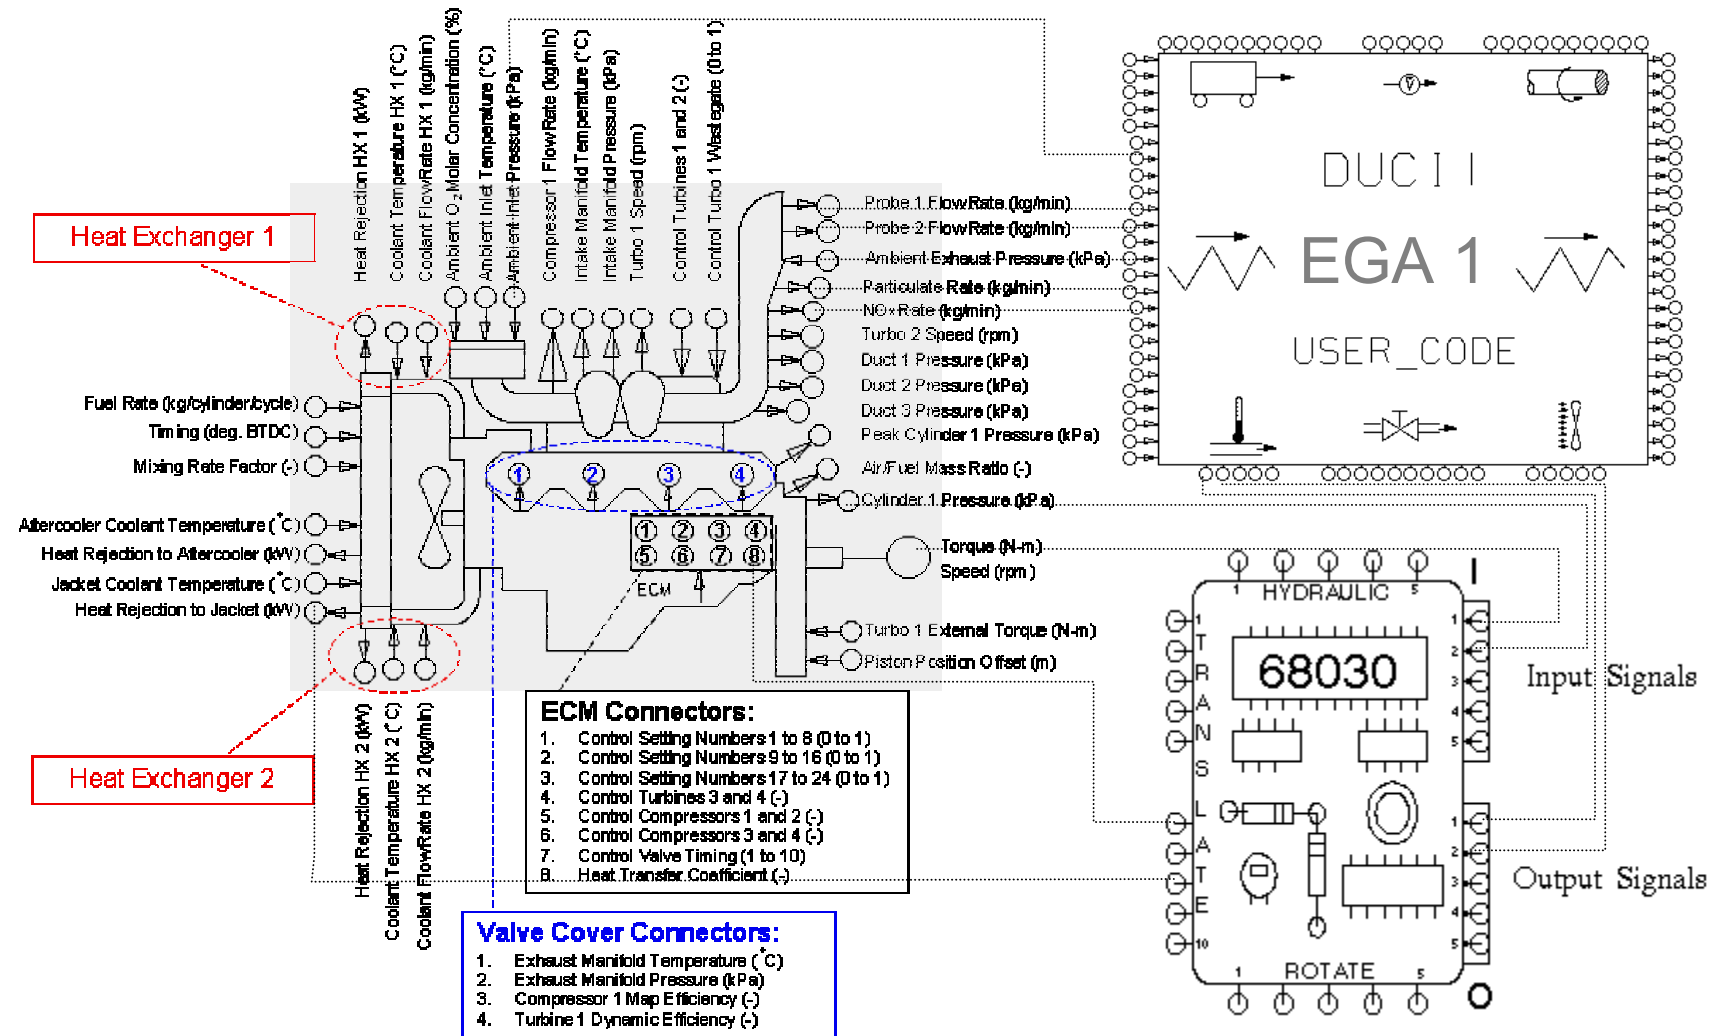 Heat Rejection HX 1 (kW)
Coolant Temperature HX 1 (°C)
Coolant FlowRate HX 1 (kg/min)
Ambient O2 Molar Concentration (%)
Ambient Inlet Temperature (°C)
Ambient Inlet Pressure (kPa)
Compressor 1 FlowRate (kg/min)
Intake Manifold Temperature (°C)
Intake Manifold Pressure (kPa)
Turbo 1 Speed (rpm)
Control Turbines 1 and 2 (-)
Control Turbo 1 Wastegate (0 to 1)
Heat Exchanger 1
Probe 1 FlowRate (kg/min)
Probe 2 FlowRate (kg/min)
Ambient Exhaust Pressure (kPa)
Particulate Rate (kg/min)
NOx Rate (kg/min)
Turbo 2 Speed (rpm)
Duct 1 Pressure (kPa)
Duct 2 Pressure (kPa)
Duct 3 Pressure (kPa)
Peak Cylinder 1 Pressure (kPa)
Air/Fuel Mass Ratio (-)
Cylinder 1 Pressure (kPa)
Torque (N-m)
Speed (rpm)
Turbo 1 External Torque (N-m)
Piston Position Offset (m)
Fuel Rate (kg/cylinder/cycle)
Timing (deg. BTDC)
Mixing Rate Factor (-)
Aftercooler Coolant Temperature (°C)
Heat Rejection to Aftercooler (kW)
Jacket Coolant Temperature (°C)
Heat Rejection to Jacket (kW)
1 2 3 4
1 2 3 4
5 6 7 8
ECM
Heat Exchanger 2
Heat Rejection HX 2 (kW)
Coolant Temperature HX 2 (°C)
Coolant FlowRate HX 2 (kg/min)
ECM Connectors:
1. Control Setting Numbers 1 to 8 (0 to 1)
2. Control Setting Numbers 9 to 16 (0 to 1)
3. Control Setting Numbers 17 to 24 (0 to 1)
4. Control Turbines 3 and 4 (-)
5. Control Compressors 1 and 2 (-)
6. Control Compressors 3 and 4 (-)
7. Control Valve Timing (1 to 10)
8. Heat Transfer Coefficient (-)
Valve Cover Connectors:
1. Exhaust Manifold Temperature (°C)
2. Exhaust Manifold Pressure (kPa)
3. Compressor 1 Map Efficiency (-)
4. Turbine 1 Dynamic Efficiency (-)
DUCII
EGA 1
USER_CODE
1 HYDRAULIC 5
I
1
TRANSLATE
10
68030
1
2
3
4
5
Input Signals
1
2
3
4
5
Output Signals
1 ROTATE 5
O